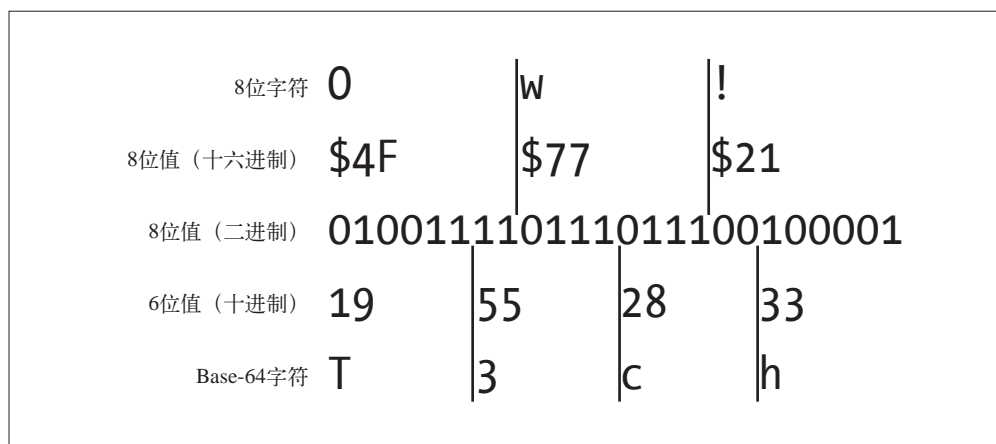 8位字符 O w !
8位值（十六进制） $4F $77 $21
8位值（二进制） 010011110111011100100001
6位值（十进制） 19 55 28 33
Base-64字符 T 3 c h